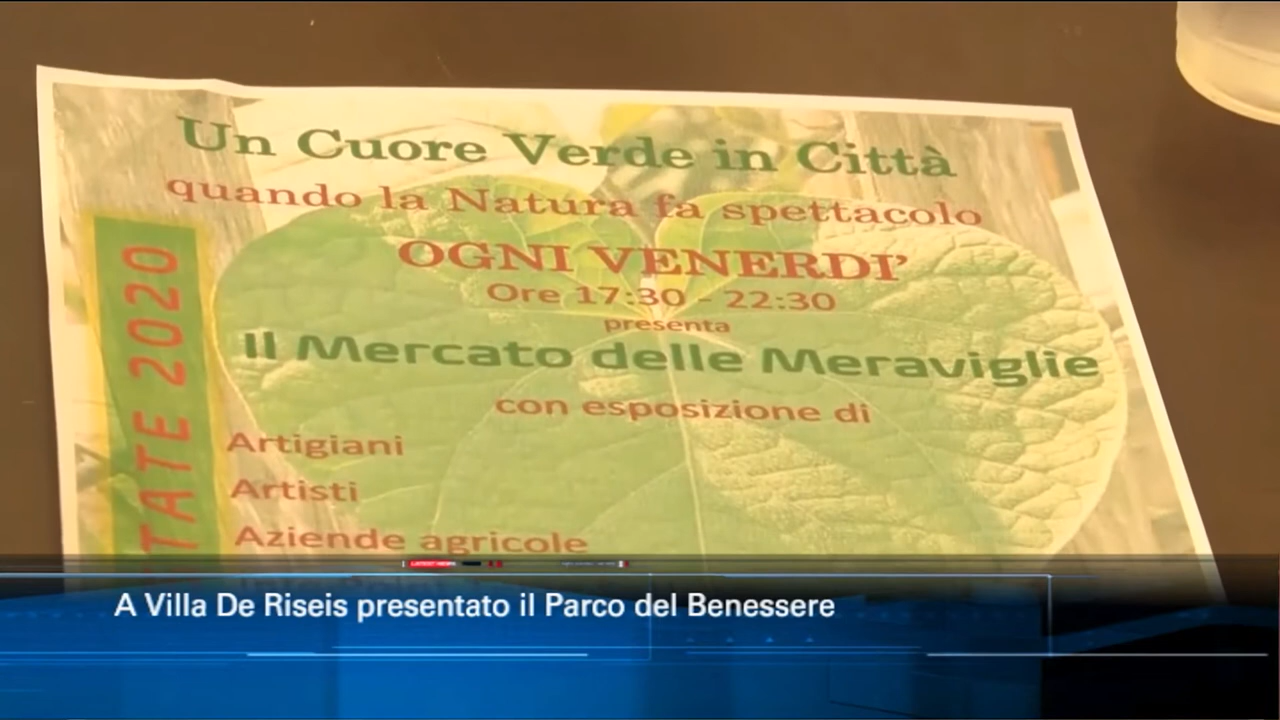 Un Cuore Verde in Città
quando la Natura fa spettacolo
OGNI VENERDI'
Ore 17:30 - 22:30
presenta
Il Mercato delle Meraviglie
con esposizione di
Artigiani
Artisti
Aziende agricole
TATE 2020
LATEST NEWS
A Villa De Riseis presentato il Parco del Benessere